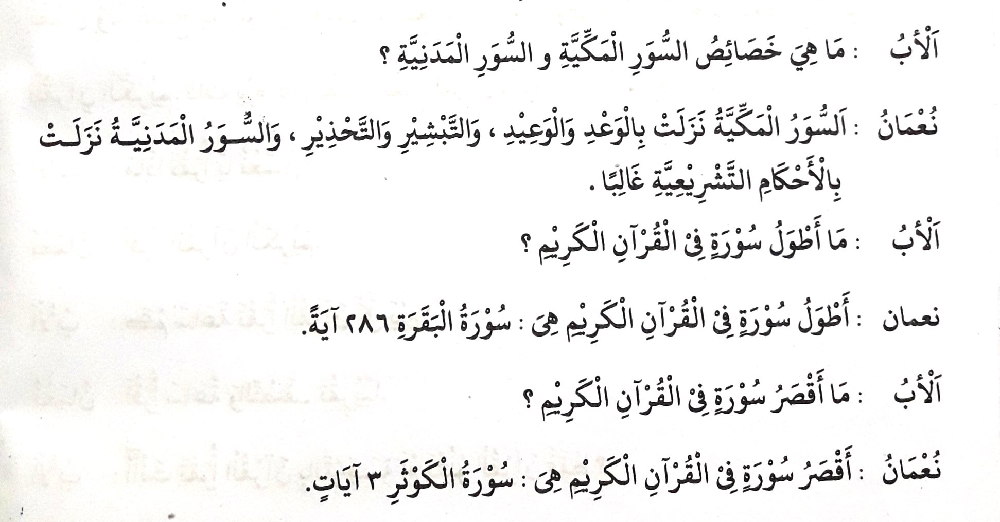 اَلْأَبُ : مَا هِيَ خَصَائِصُ السُّوَرِ الْمَكِّيَّةِ و السُّوَرِ الْمَدَنِيَّةِ ؟
نُعْمَانُ : اَلسُّوَرُ الْمَكِّيَّةُ نَزَلَتْ بِالْوَعْدِ وَالْوَعِيْدِ ، وَالتَّبْشِيْرِ وَالتَّحْذِيْرِ ، وَالسُّوَرُ الْمَدَنِيَّةُ نَزَلَتْ
بِالْأَحْكَامِ التَّشْرِيْعِيَّةِ غَالِبًا .
اَلْأَبُ : مَا أَطْوَلُ سُوْرَةٍ فِىْ الْقُرْآنِ الْكَرِيْمِ ؟
نعمان : أَطْوَلُ سُوْرَةٍ فِىْ الْقُرْآنِ الْكَرِيْمِ هِىَ : سُوْرَةُ الْبَقَرَةِ ٢٨٦ آيَةً.
اَلْأَبُ : مَا أَقْصَرُ سُوْرَةٍ فِىْ الْقُرْآنِ الْكَرِيْمِ ؟
نُعْمَانُ : أَقْصَرُ سُوْرَةٍ فِىْ الْقُرْآنِ الْكَرِيْمِ هِىَ : سُوْرَةُ الْكَوْثَرِ ٣ آيَاتٍ.